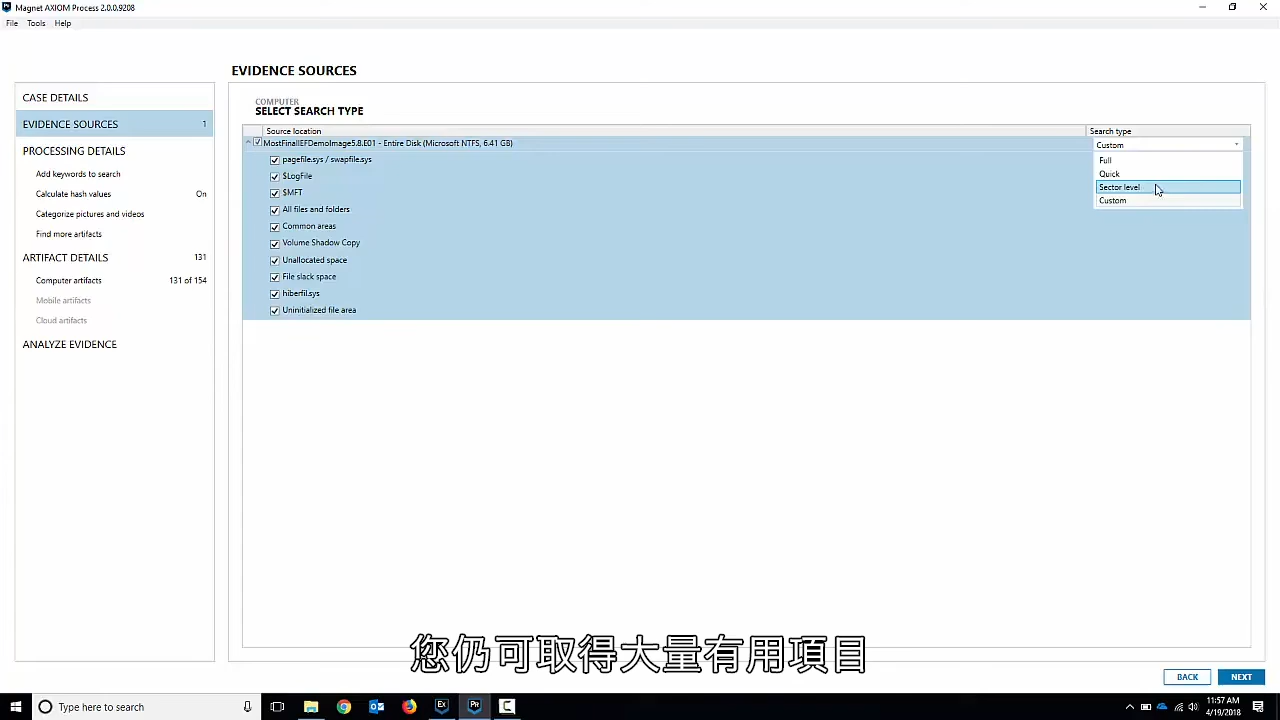 Magnet AXIOM Process 2.0.0.9208
File Tools Help
EVIDENCE SOURCES
CASE DETAILS
EVIDENCE SOURCES 1
PROCESSING DETAILS
Add keywords to search
Calculate hash values On
Categorize pictures and videos
Find more artifacts
ARTIFACT DETAILS 131
Computer artifacts 131 of 154
Mobile artifacts
Cloud artifacts
ANALYZE EVIDENCE
COMPUTER
SELECT SEARCH TYPE
Source location Search type
MostFinalIEFDemoImage5.8.E01 - Entire Disk (Microsoft NTFS, 6.41 GB) Custom
pagefile.sys / swapfile.sys
$LogFile
$MFT
All files and folders
Common areas
Volume Shadow Copy
Unallocated space
File slack space
hiberfil.sys
Uninitialized file area
Full
Quick
Sector level
Custom
您仍可取得大量有用項目
BACK NEXT
Type here to search
EX
PR
11:57 AM
4/19/2018